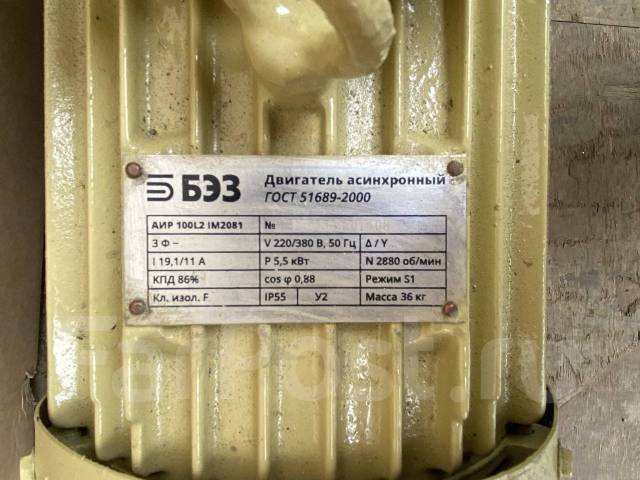 БЭЗ Двигатель асинхронный
ГОСТ 51689-2000
АИР 100L2 IM2081 №
3 Ф ~ V 220/380 В, 50 Гц Δ / Y
I 19,1/11 А P 5,5 кВт N 2880 об/мин
КПД 86% cos φ 0,88 Режим S1
Кл. изол. F IP55 У2 Масса 36 кг
FarPost.ru